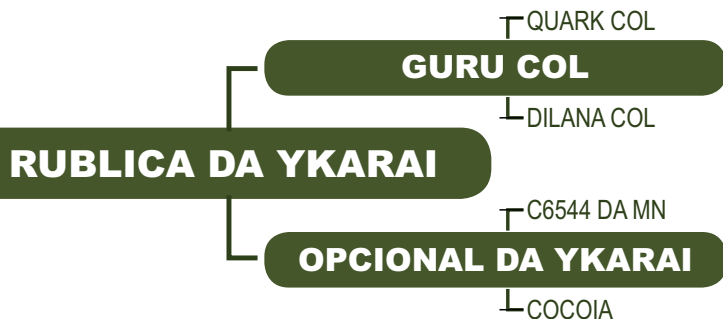 QUARK COL
GURU COL
DILANA COL
RUBLICA DA YKARAI
C6544 DA MN
OPCIONAL DA YKARAI
COCOIA